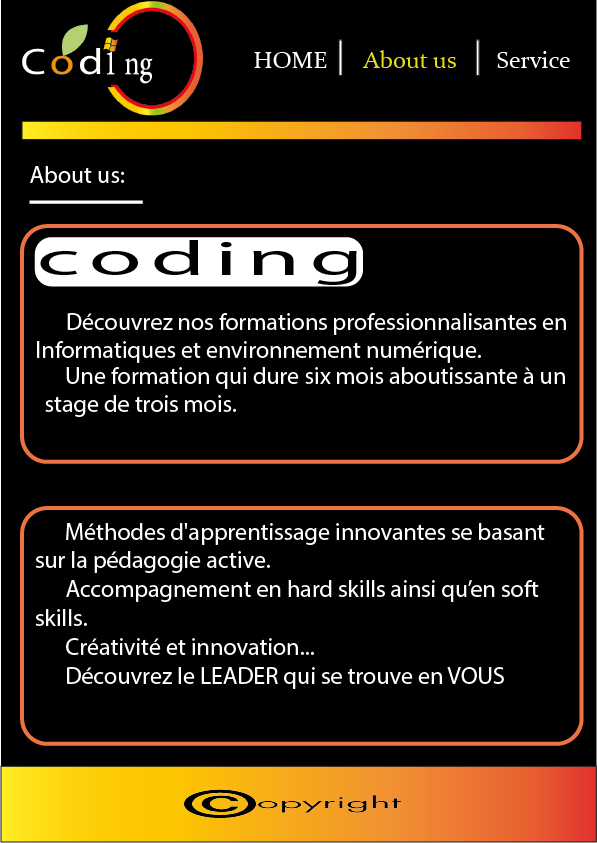 Coding
HOME
About us
Service
About us:
coding
Découvrez nos formations professionnalisantes en
Informatiques et environnement numérique.
Une formation qui dure six mois aboutissante à un
stage de trois mois.
Méthodes d'apprentissage innovantes se basant
sur la pédagogie active.
Accompagnement en hard skills ainsi qu’en soft
skills.
Créativité et innovation...
Découvrez le LEADER qui se trouve en VOUS
©opyright